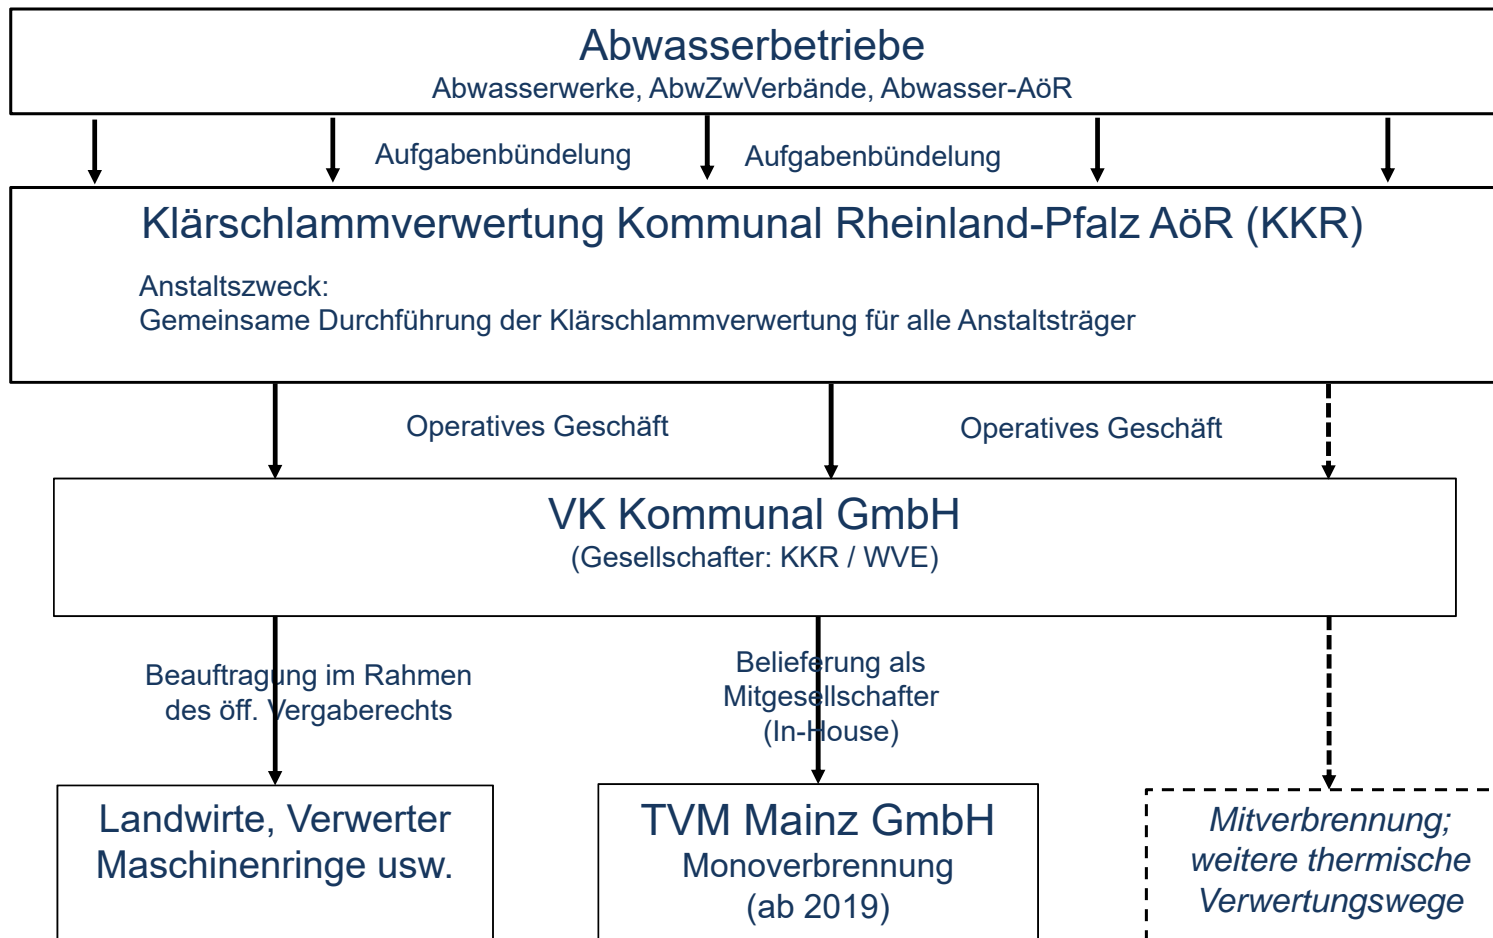 Abwasserbetriebe
Abwasserwerke, AbwZwVerbände, Abwasser-AöR
Aufgabenbündelung
Aufgabenbündelung
Klärschlammverwertung Kommunal Rheinland-Pfalz AöR (KKR)
Anstaltszweck:
Gemeinsame Durchführung der Klärschlammverwertung für alle Anstaltsträger
Operatives Geschäft
Operatives Geschäft
VK Kommunal GmbH
(Gesellschafter: KKR / WVE)
Beauftragung im Rahmen
des öff. Vergaberechts
Belieferung als
Mitgesellschafter
(In-House)
Landwirte, Verwerter
Maschinenringe usw.
TVM Mainz GmbH
Monoverbrennung
(ab 2019)
Mitverbrennung;
weitere thermische
Verwertungswege